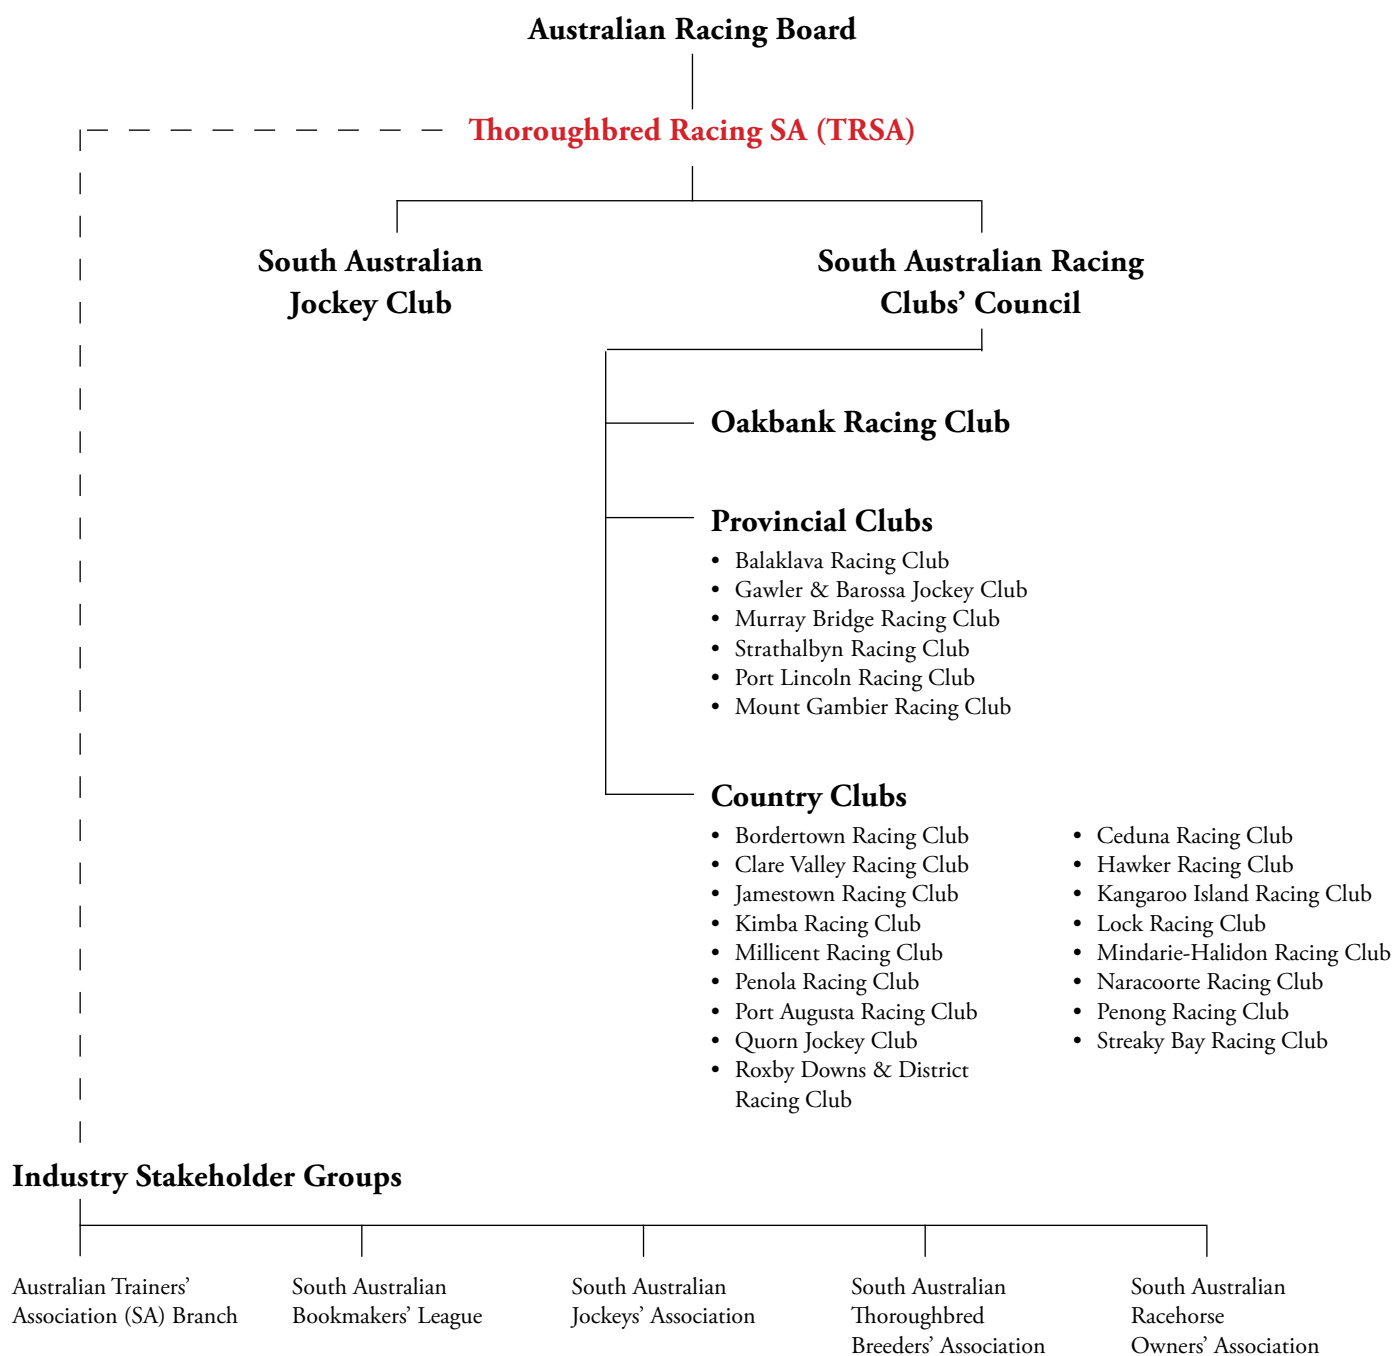 Australian Racing Board
Thoroughbred Racing SA (TRSA)
South Australian
Jockey Club
South Australian Racing
Clubs’ Council
Oakbank Racing Club
Provincial Clubs
• Balaklava Racing Club
• Gawler & Barossa Jockey Club
• Murray Bridge Racing Club
• Strathalbyn Racing Club
• Port Lincoln Racing Club
• Mount Gambier Racing Club
Country Clubs
• Bordertown Racing Club
• Clare Valley Racing Club
• Jamestown Racing Club
• Kimba Racing Club
• Millicent Racing Club
• Penola Racing Club
• Port Augusta Racing Club
• Quorn Jockey Club
• Roxby Downs & District
Racing Club
• Ceduna Racing Club
• Hawker Racing Club
• Kangaroo Island Racing Club
• Lock Racing Club
• Mindarie-Halidon Racing Club
• Naracoorte Racing Club
• Penong Racing Club
• Streaky Bay Racing Club
Industry Stakeholder Groups
Australian Trainers’
Association (SA) Branch
South Australian
Bookmakers’ League
South Australian
Jockeys’ Association
South Australian
Thoroughbred
Breeders’ Association
South Australian
Racehorse
Owners’ Association